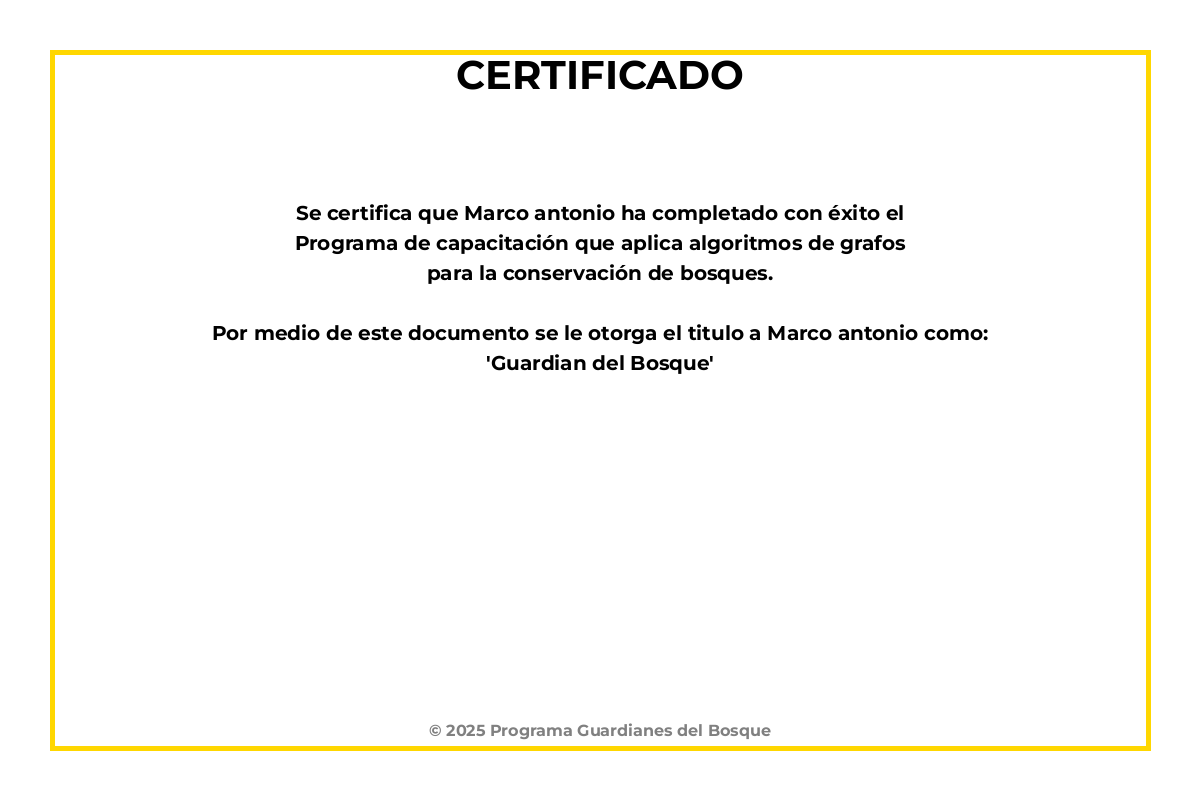 CERTIFICADO
Se certifica que Marco antonio ha completado con éxito el
Programa de capacitación que aplica algoritmos de grafos
para la conservación de bosques.
Por medio de este documento se le otorga el titulo a Marco antonio como:
'Guardian del Bosque'
© 2025 Programa Guardianes del Bosque